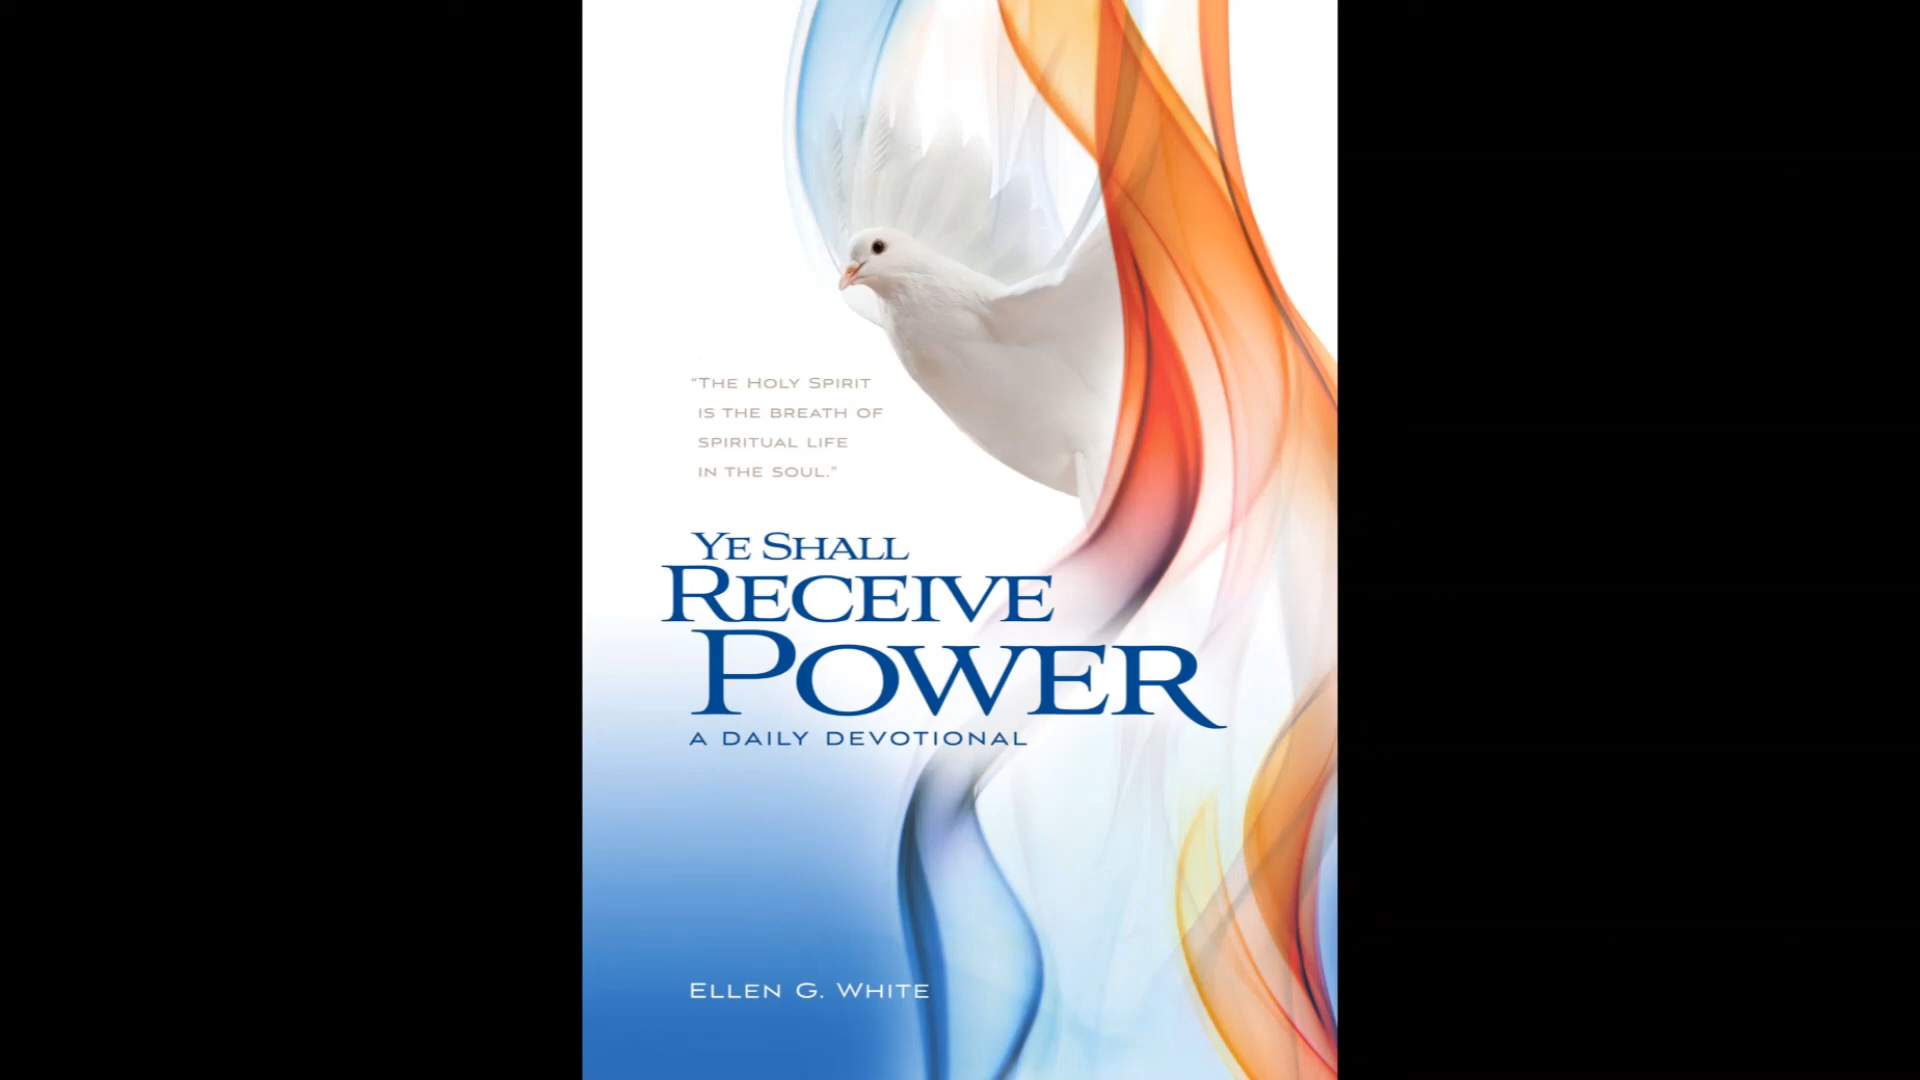 “The Holy Spirit
is the breath of
spiritual life
in the soul.”
Ye Shall
Receive
Power
A Daily Devotional
Ellen G. White